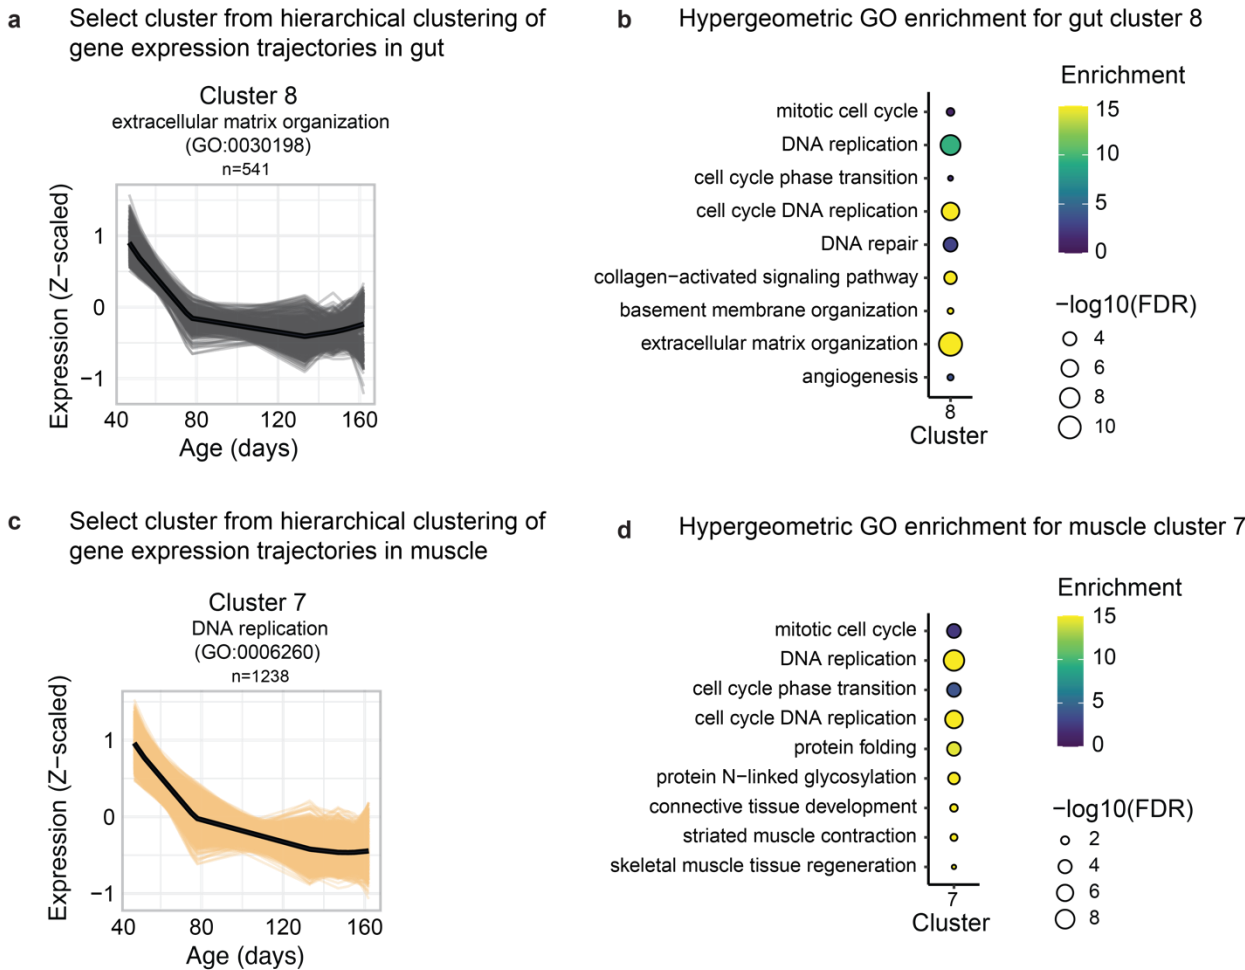 a
Select cluster from hierarchical clustering of
gene expression trajectories in gut
Cluster 8
extracellular matrix organization
(GO:0030198)
n=541
Expression (Z−scaled)
1
0
−1
40 80 120 160
Age (days)
b
Hypergeometric GO enrichment for gut cluster 8
mitotic cell cycle
DNA replication
cell cycle phase transition
cell cycle DNA replication
DNA repair
collagen−activated signaling pathway
basement membrane organization
extracellular matrix organization
angiogenesis
8
Cluster
Enrichment
15
10
5
0
−log10(FDR)
4
6
8
10
c
Select cluster from hierarchical clustering of
gene expression trajectories in muscle
Cluster 7
DNA replication
(GO:0006260)
n=1238
Expression (Z−scaled)
1
0
−1
40 80 120 160
Age (days)
d
Hypergeometric GO enrichment for muscle cluster 7
mitotic cell cycle
DNA replication
cell cycle phase transition
cell cycle DNA replication
protein folding
protein N−linked glycosylation
connective tissue development
striated muscle contraction
skeletal muscle tissue regeneration
7
Cluster
Enrichment
15
10
5
0
−log10(FDR)
2
4
6
8